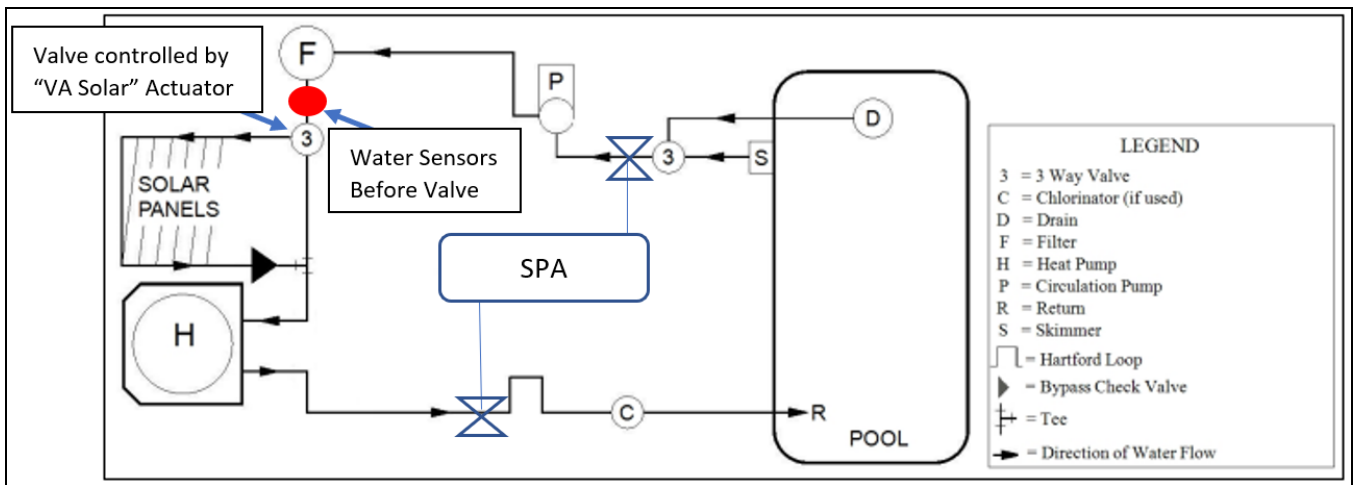 Valve controlled by
“VA Solar” Actuator
F
3
Water Sensors
Before Valve
SOLAR
PANELS
H
P
3
S
D
SPA
C
R
POOL
LEGEND
3 = 3 Way Valve
C = Chlorinator (if used)
D = Drain
F = Filter
H = Heat Pump
P = Circulation Pump
R = Return
S = Skimmer
= Hartford Loop
= Bypass Check Valve
= Tee
= Direction of Water Flow